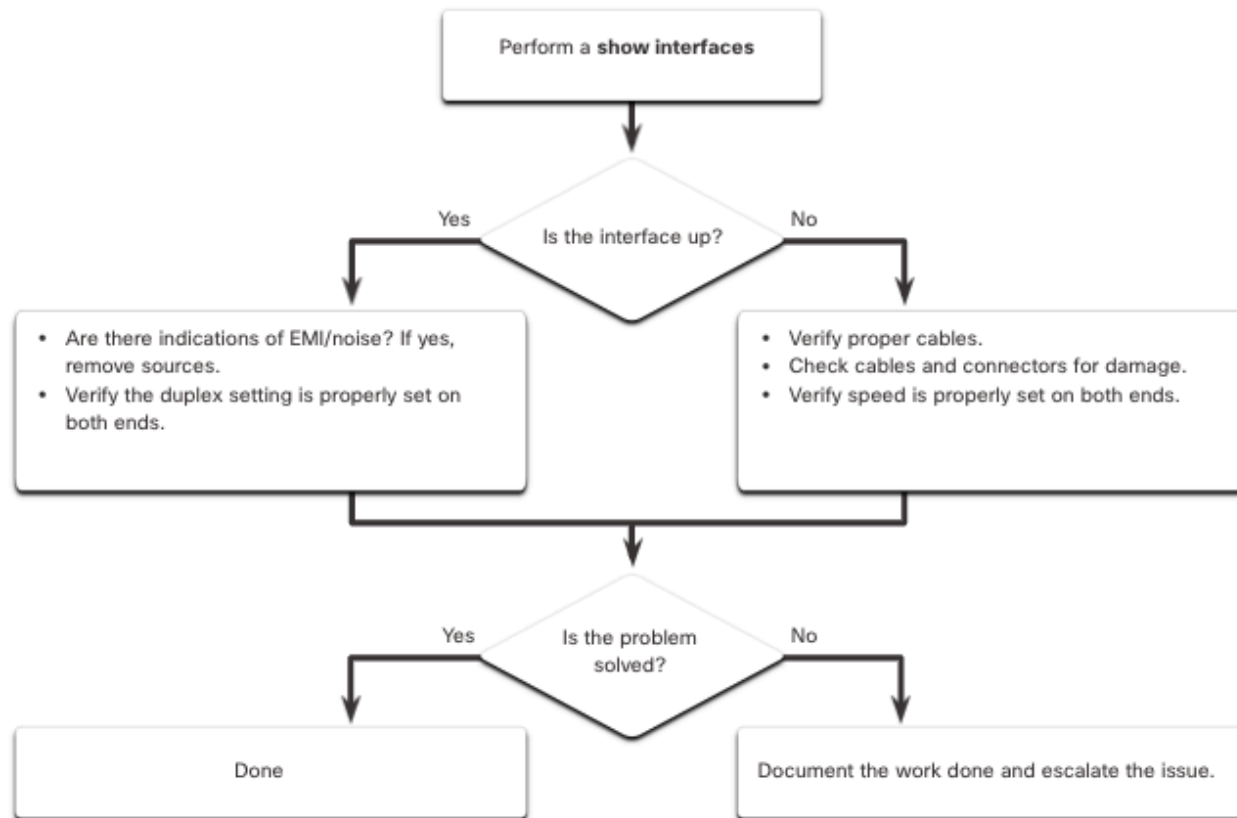 Perform a show interfaces
Yes
No
Is the interface up?
• Are there indications of EMI/noise? If yes,
remove sources.
• Verify the duplex setting is properly set on
both ends.
• Verify proper cables.
• Check cables and connectors for damage.
• Verify speed is properly set on both ends.
Yes
No
Is the problem
solved?
Done
Document the work done and escalate the issue.